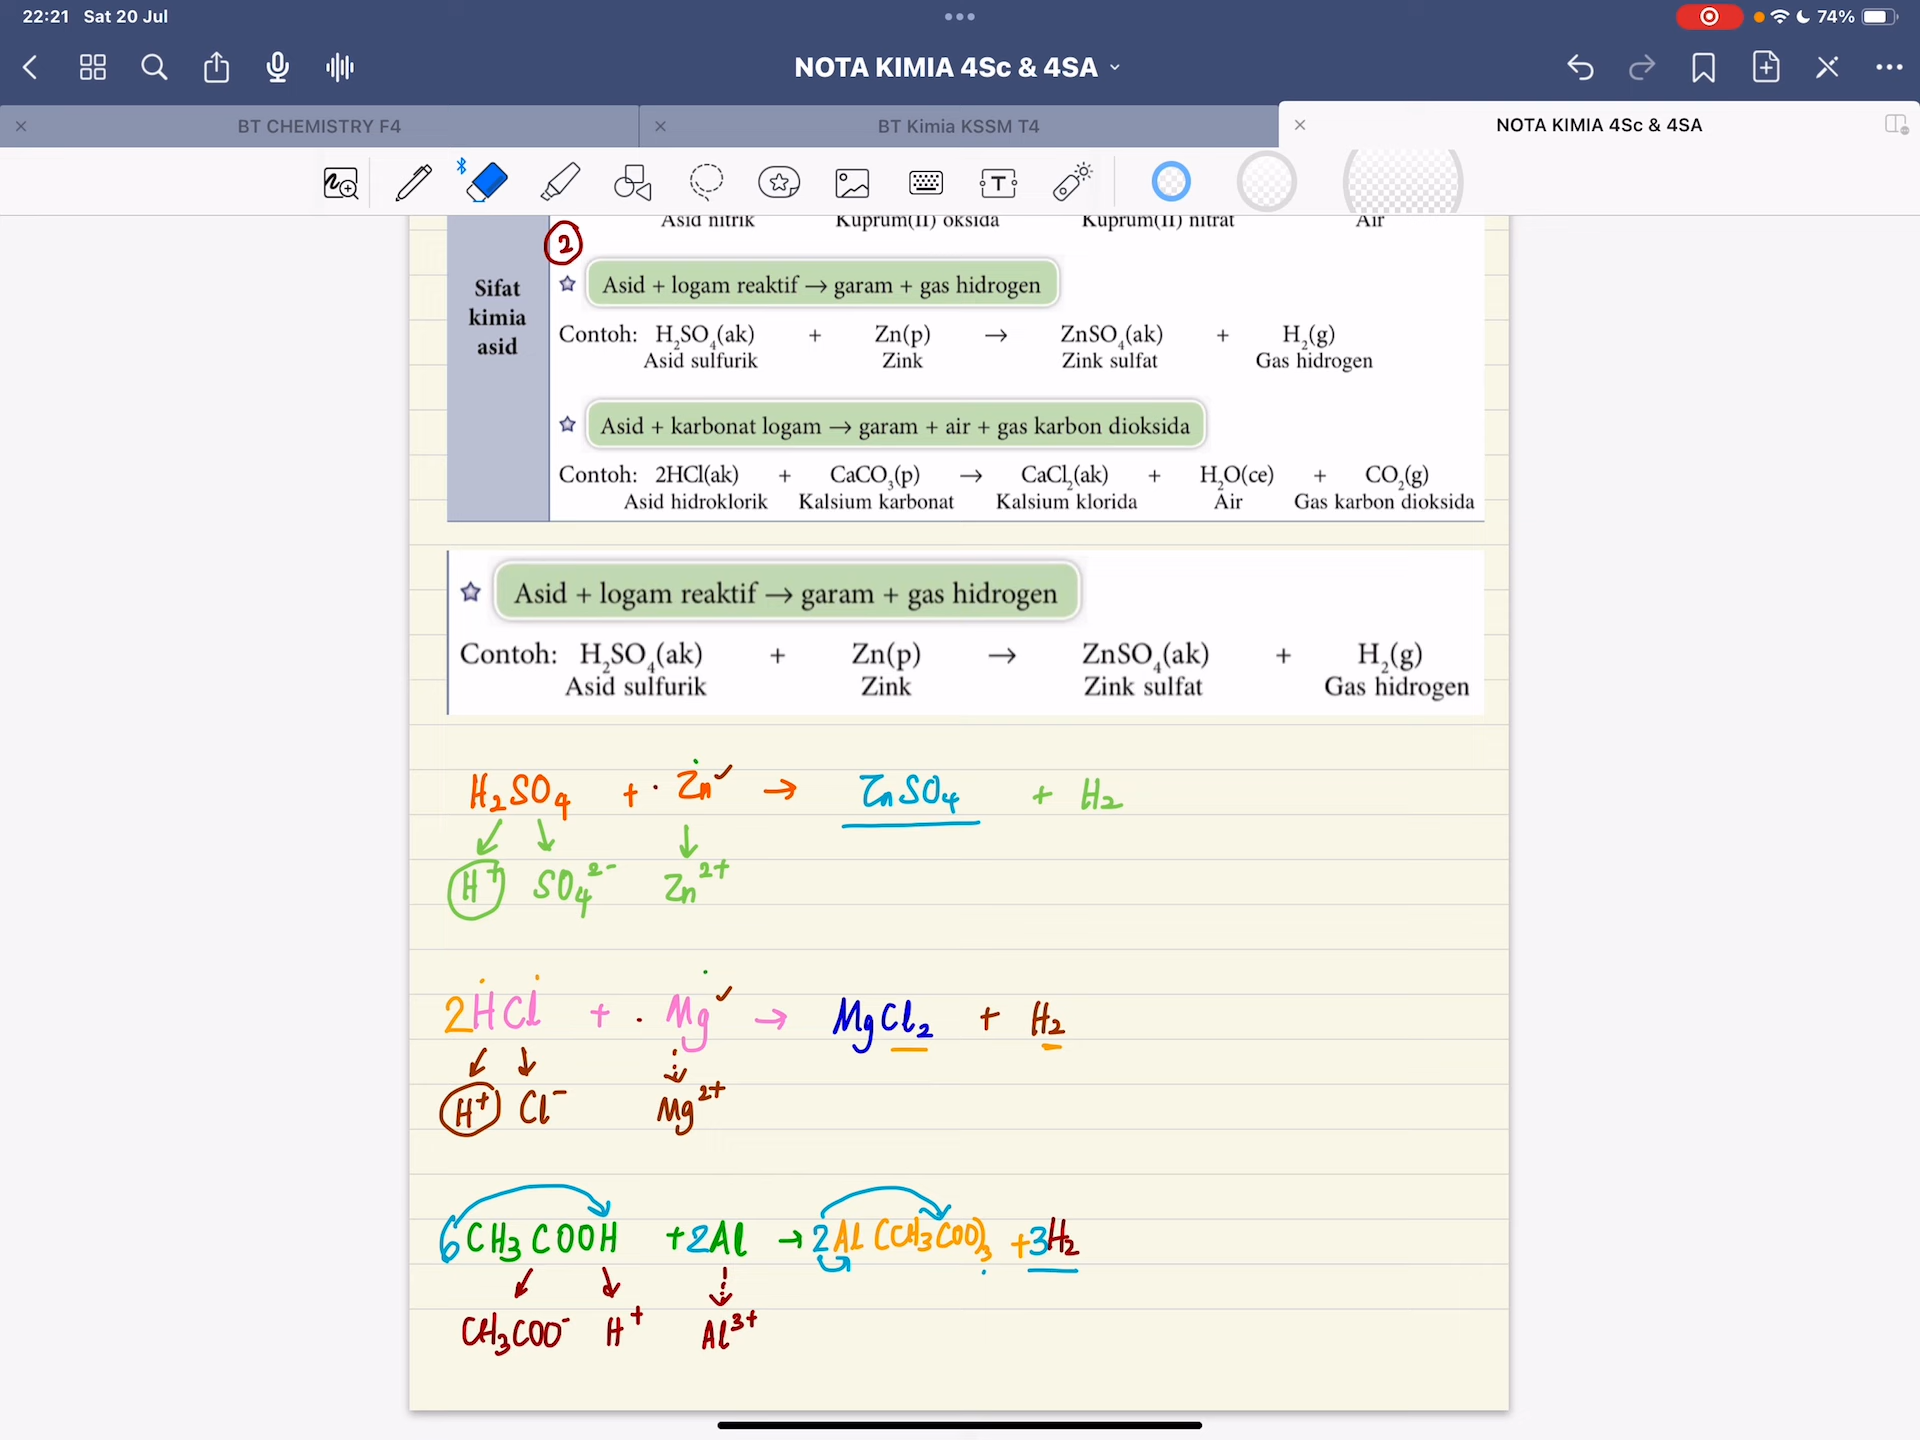 22:21 Sat 20 Jul 74%
NOTA KIMIA 4Sc & 4SA
BT CHEMISTRY F4 BT Kimia KSSM T4 NOTA KIMIA 4Sc & 4SA
Asid nitrik Kuprum(II) oksida Kuprum(II) nitrat Air
2
Sifat kimia asid
Asid + logam reaktif → garam + gas hidrogen
Contoh: H₂SO₄(ak) + Zn(p) → ZnSO₄(ak) + H₂(g)
Asid sulfurik Zink Zink sulfat Gas hidrogen
Asid + karbonat logam → garam + air + gas karbon dioksida
Contoh: 2HCl(ak) + CaCO₃(p) → CaCl₂(ak) + H₂O(ce) + CO₂(g)
Asid hidroklorik Kalsium karbonat Kalsium klorida Air Gas karbon dioksida
Asid + logam reaktif → garam + gas hidrogen
Contoh: H₂SO₄(ak) + Zn(p) → ZnSO₄(ak) + H₂(g)
Asid sulfurik Zink Zink sulfat Gas hidrogen
H₂SO₄ + Zn → ZnSO₄ + H₂
H⁺ SO₄²⁻ Zn²⁺
2HCl + Mg → MgCl₂ + H₂
H⁺ Cl⁻ Mg²⁺
6CH₃COOH + 2Al → 2Al(CH₃COO)₃ + 3H₂
CH₃COO⁻ H⁺ Al³⁺